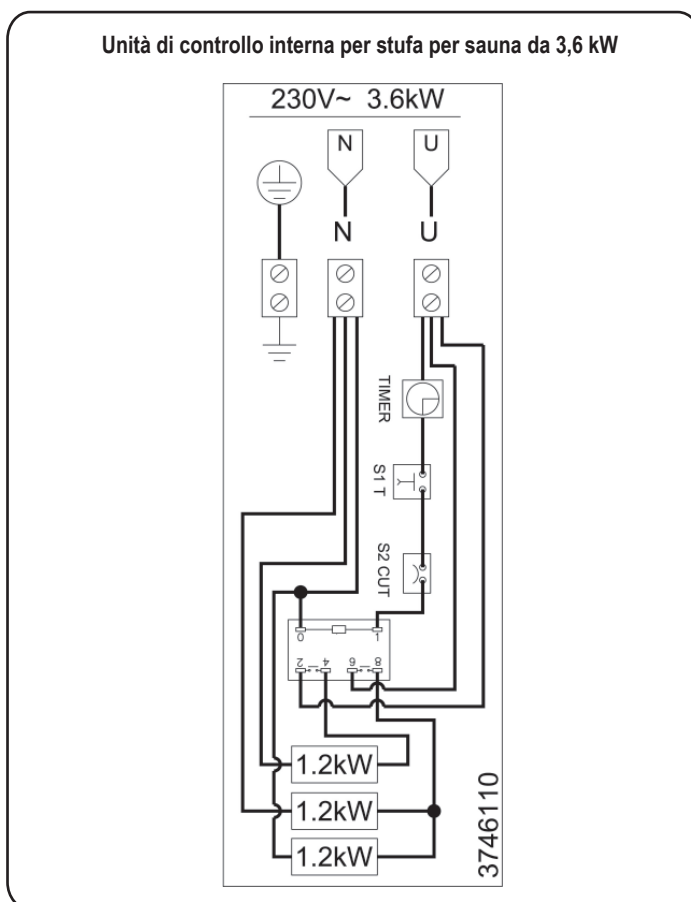 Unità di controllo interna per stufa per sauna da 3,6 kW
230V~ 3.6kW
N
U
N
U
TIMER
S1 T
S2 CUT
0
1
2
4
6
8
1.2kW
1.2kW
1.2kW
3746110